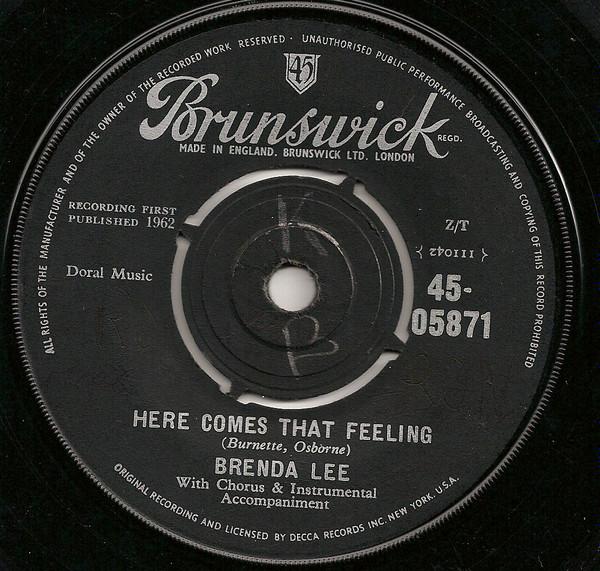 ALL RIGHTS OF THE MANUFACTURER AND OF THE OWNER OF THE RECORDED WORK RESERVED · UNAUTHORISED PUBLIC PERFORMANCE BROADCASTING AND COPYING OF THIS RECORD PROHIBITED
45
Brunswick
REGD.
MADE IN ENGLAND. BRUNSWICK LTD. LONDON
RECORDING FIRST
PUBLISHED 1962
Doral Music
Z/T
45-
05871
HERE COMES THAT FEELING
(Burnette, Osborne)
BRENDA LEE
With Chorus & Instrumental
Accompaniment
ORIGINAL RECORDING AND LICENSED BY DECCA RECORDS INC. NEW YORK. U.S.A.